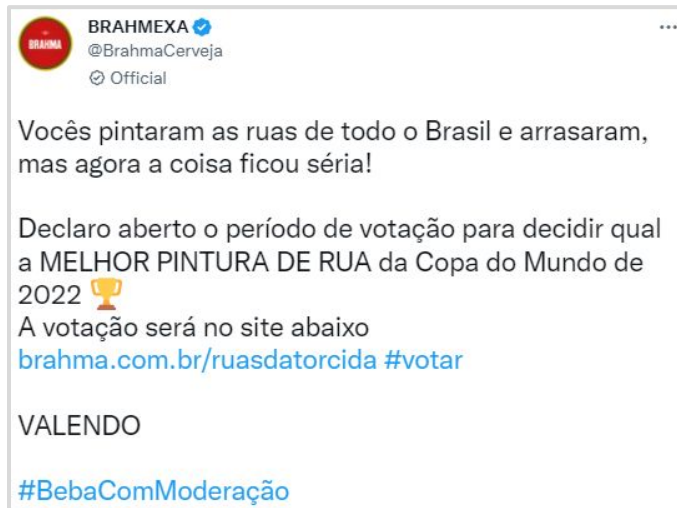 BRAHMA
BRAHMEXA
@BrahmaCerveja
Official
Vocês pintaram as ruas de todo o Brasil e arrasaram,
mas agora a coisa ficou séria!
Declaro aberto o período de votação para decidir qual
a MELHOR PINTURA DE RUA da Copa do Mundo de
2022 🏆
A votação será no site abaixo
brahma.com.br/ruasdatorcida #votar
VALENDO
#BebaComModeração